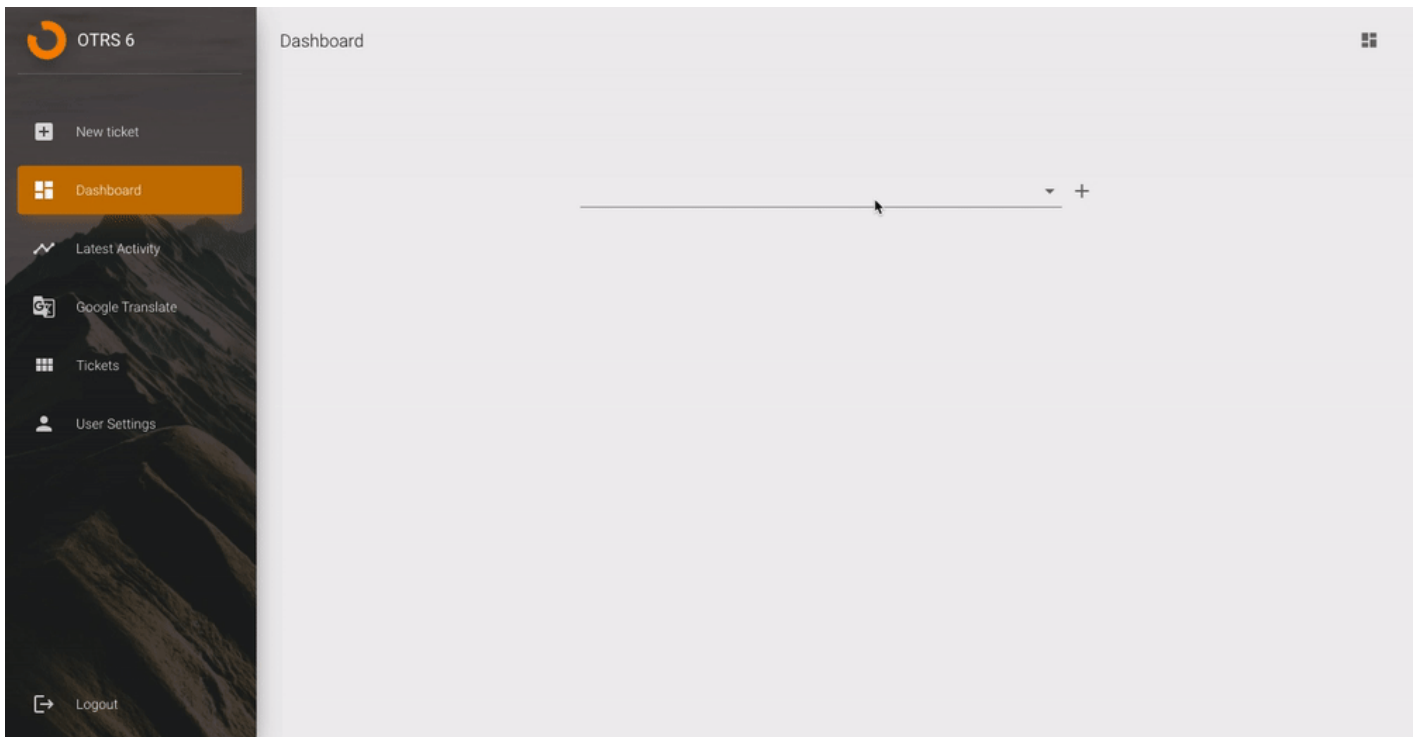 OTRS 6
Dashboard
New ticket
Dashboard
Latest Activity
Google Translate
Tickets
User Settings
Logout